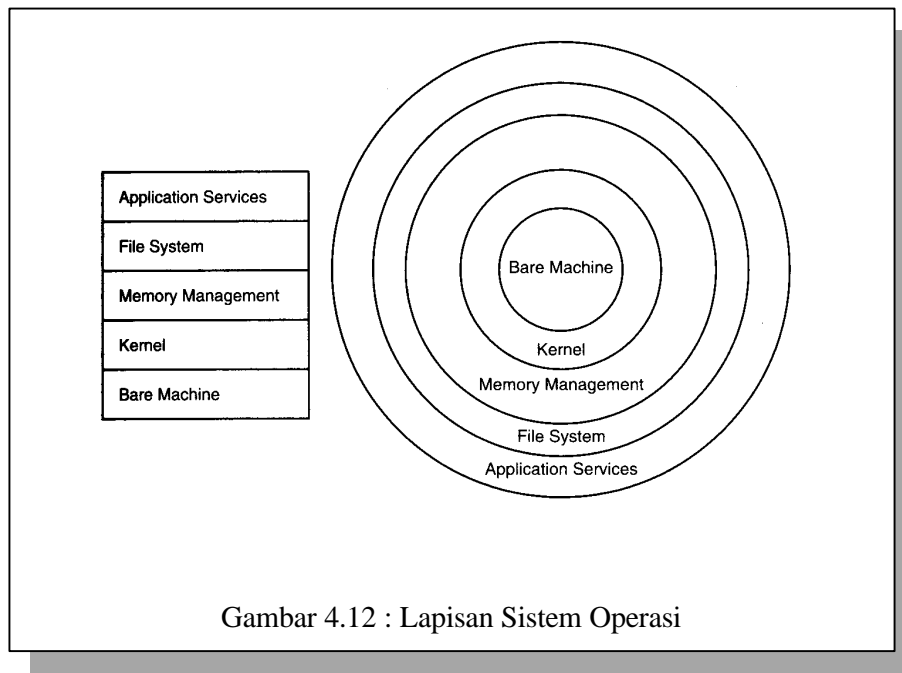 Application Services
File System
Memory Management
Kernel
Bare Machine
Bare Machine
Kernel
Memory Management
File System
Application Services
Gambar 4.12 : Lapisan Sistem Operasi